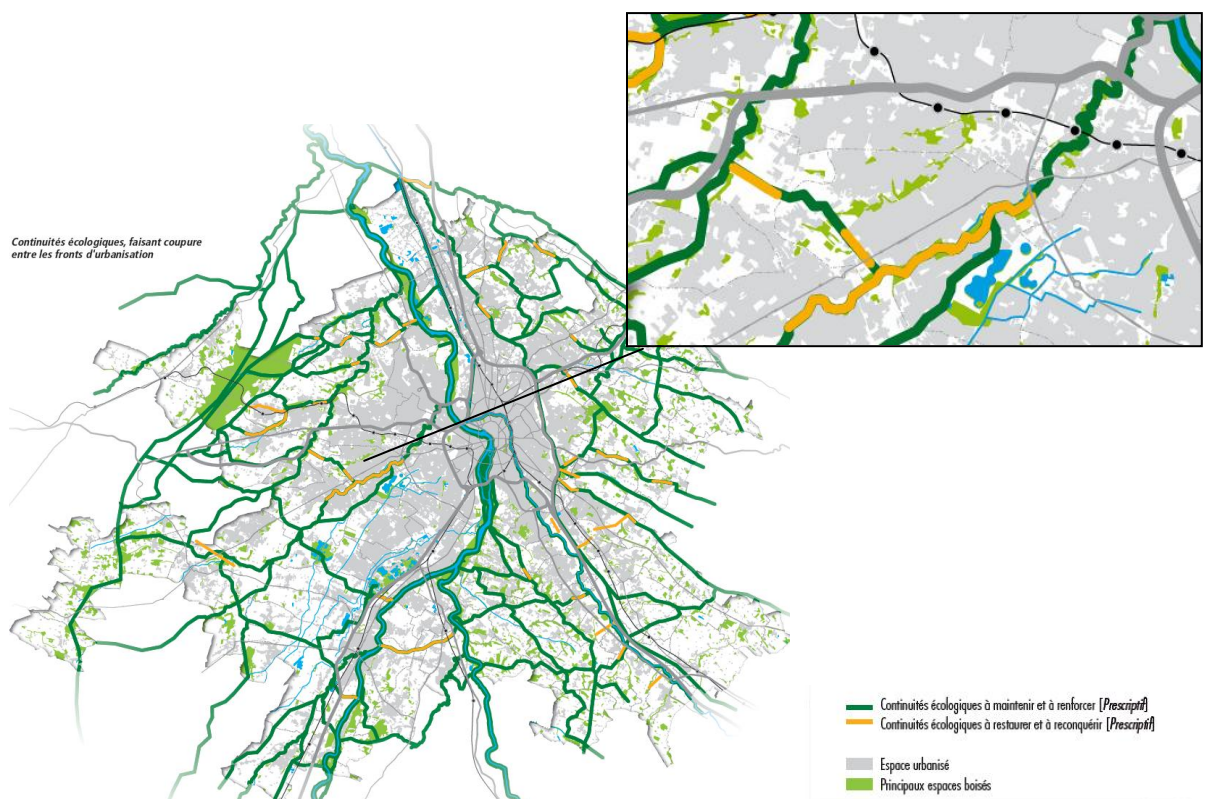 Continuités écologiques, faisant coupure
entre les fronts d'urbanisation
Continuités écologiques à maintenir et à renforcer [Prescriptif]
Continuités écologiques à restaurer et à reconquérir [Prescriptif]
Espace urbanisé
Principaux espaces boisés